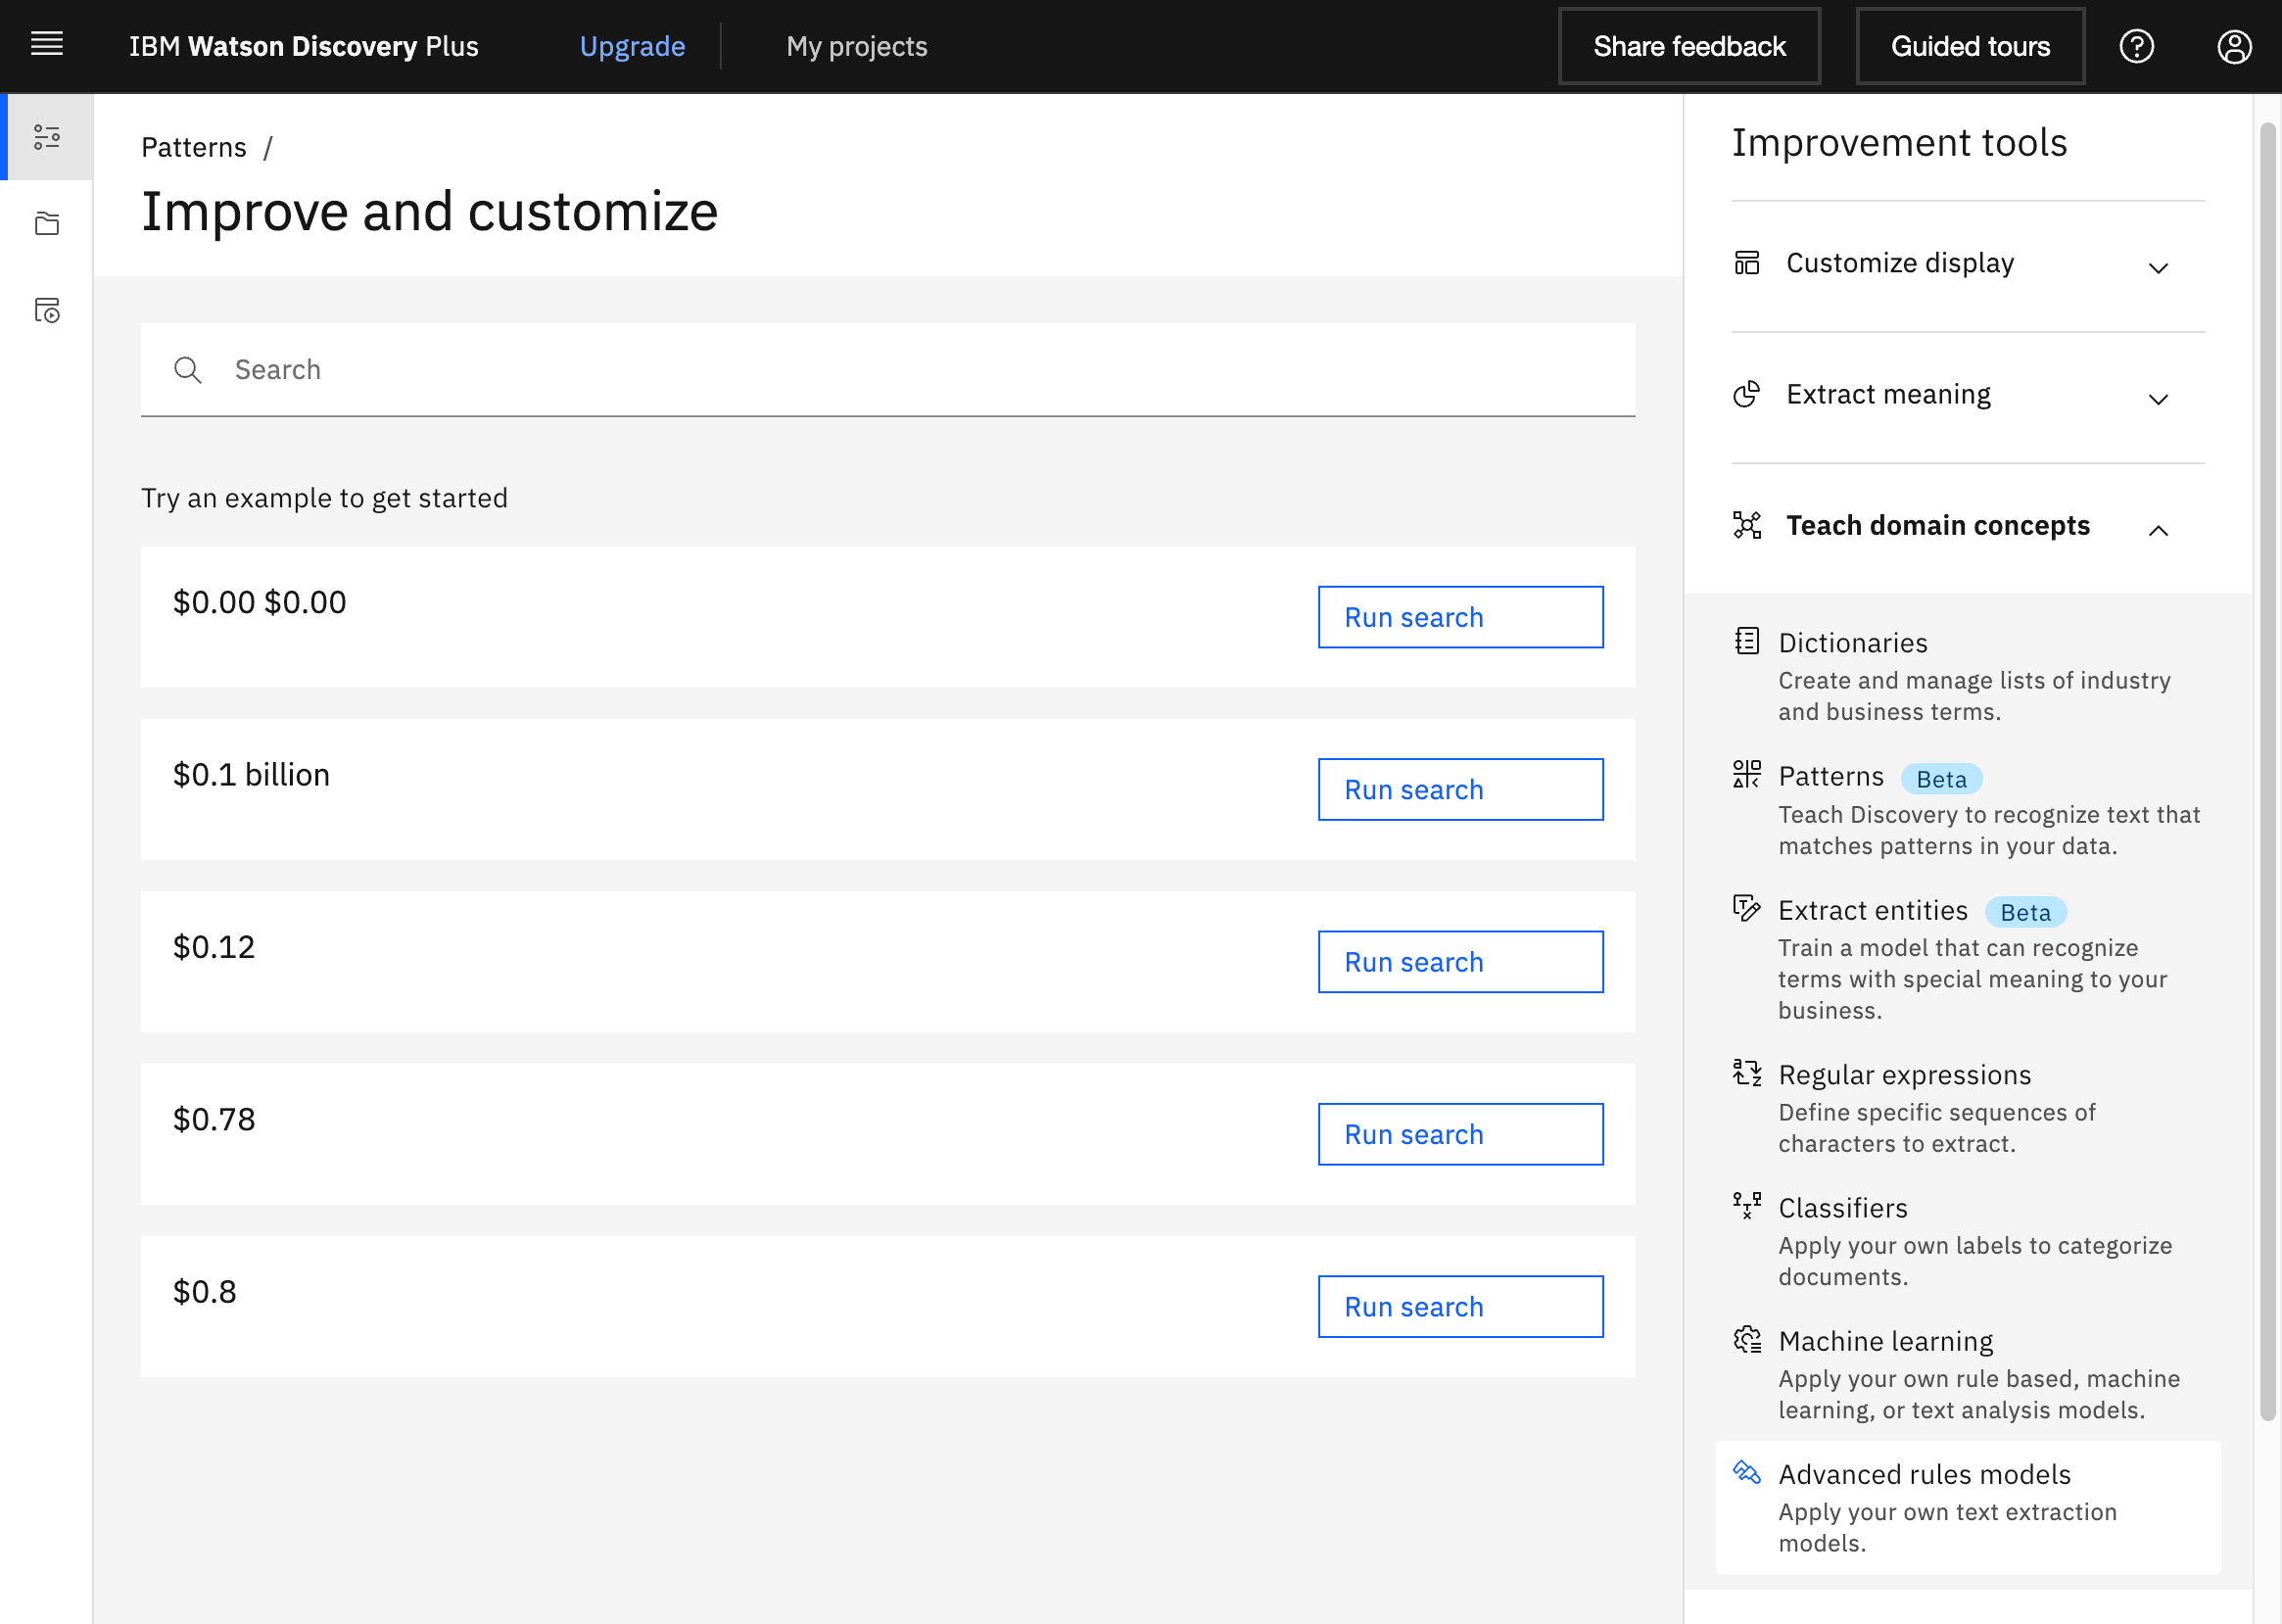 IBM Watson Discovery Plus
Upgrade
My projects
Share feedback
Guided tours
Patterns /
Improve and customize
Search
Try an example to get started
$0.00 $0.00
Run search
$0.1 billion
Run search
$0.12
Run search
$0.78
Run search
$0.8
Run search
Improvement tools
Customize display
Extract meaning
Teach domain concepts
Dictionaries
Create and manage lists of industry
and business terms.
Patterns Beta
Teach Discovery to recognize text that
matches patterns in your data.
Extract entities Beta
Train a model that can recognize
terms with special meaning to your
business.
Regular expressions
Define specific sequences of
characters to extract.
Classifiers
Apply your own labels to categorize
documents.
Machine learning
Apply your own rule based, machine
learning, or text analysis models.
Advanced rules models
Apply your own text extraction
models.